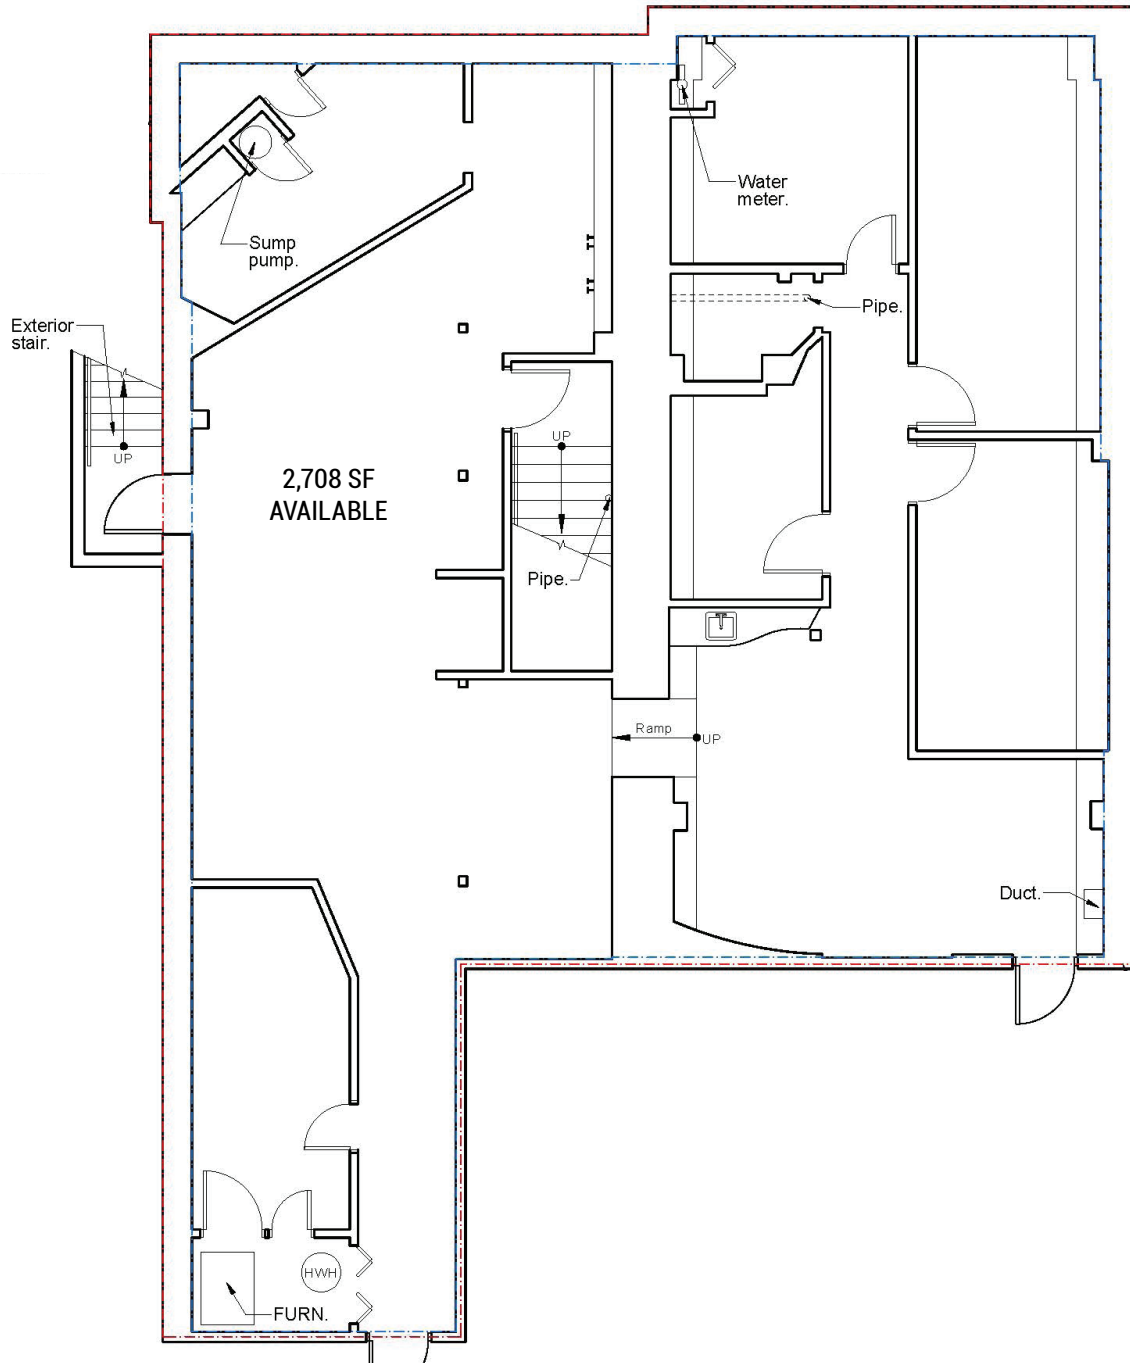 Water
meter.
Sump
pump.
Pipe.
Exterior
stair.
UP
UP
2,708 SF
AVAILABLE
Pipe.
Ramp
UP
Duct.
HWH
FURN.